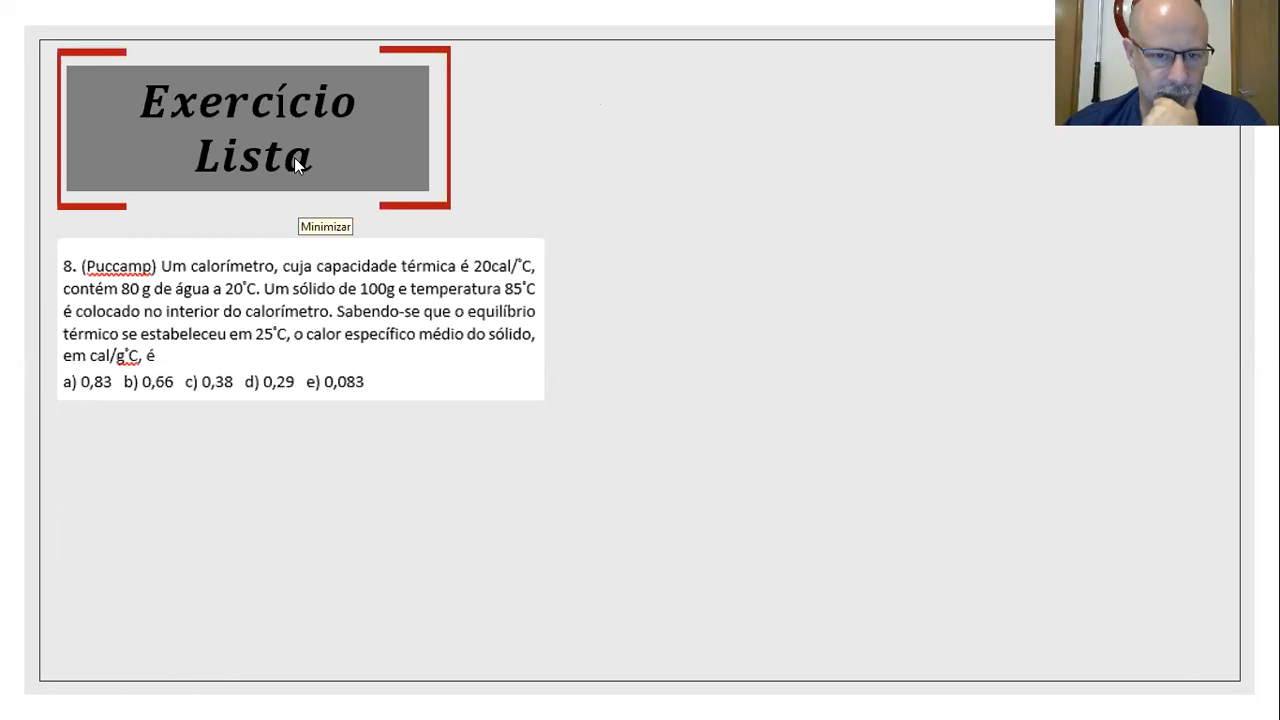 Exercício
Lista
Minimizar
8. (Puccamp) Um calorímetro, cuja capacidade térmica é 20cal/˚C,
contém 80 g de água a 20˚C. Um sólido de 100g e temperatura 85˚C
é colocado no interior do calorímetro. Sabendo-se que o equilíbrio
térmico se estabeleceu em 25˚C, o calor específico médio do sólido,
em cal/g˚C, é
a) 0,83 b) 0,66 c) 0,38 d) 0,29 e) 0,083